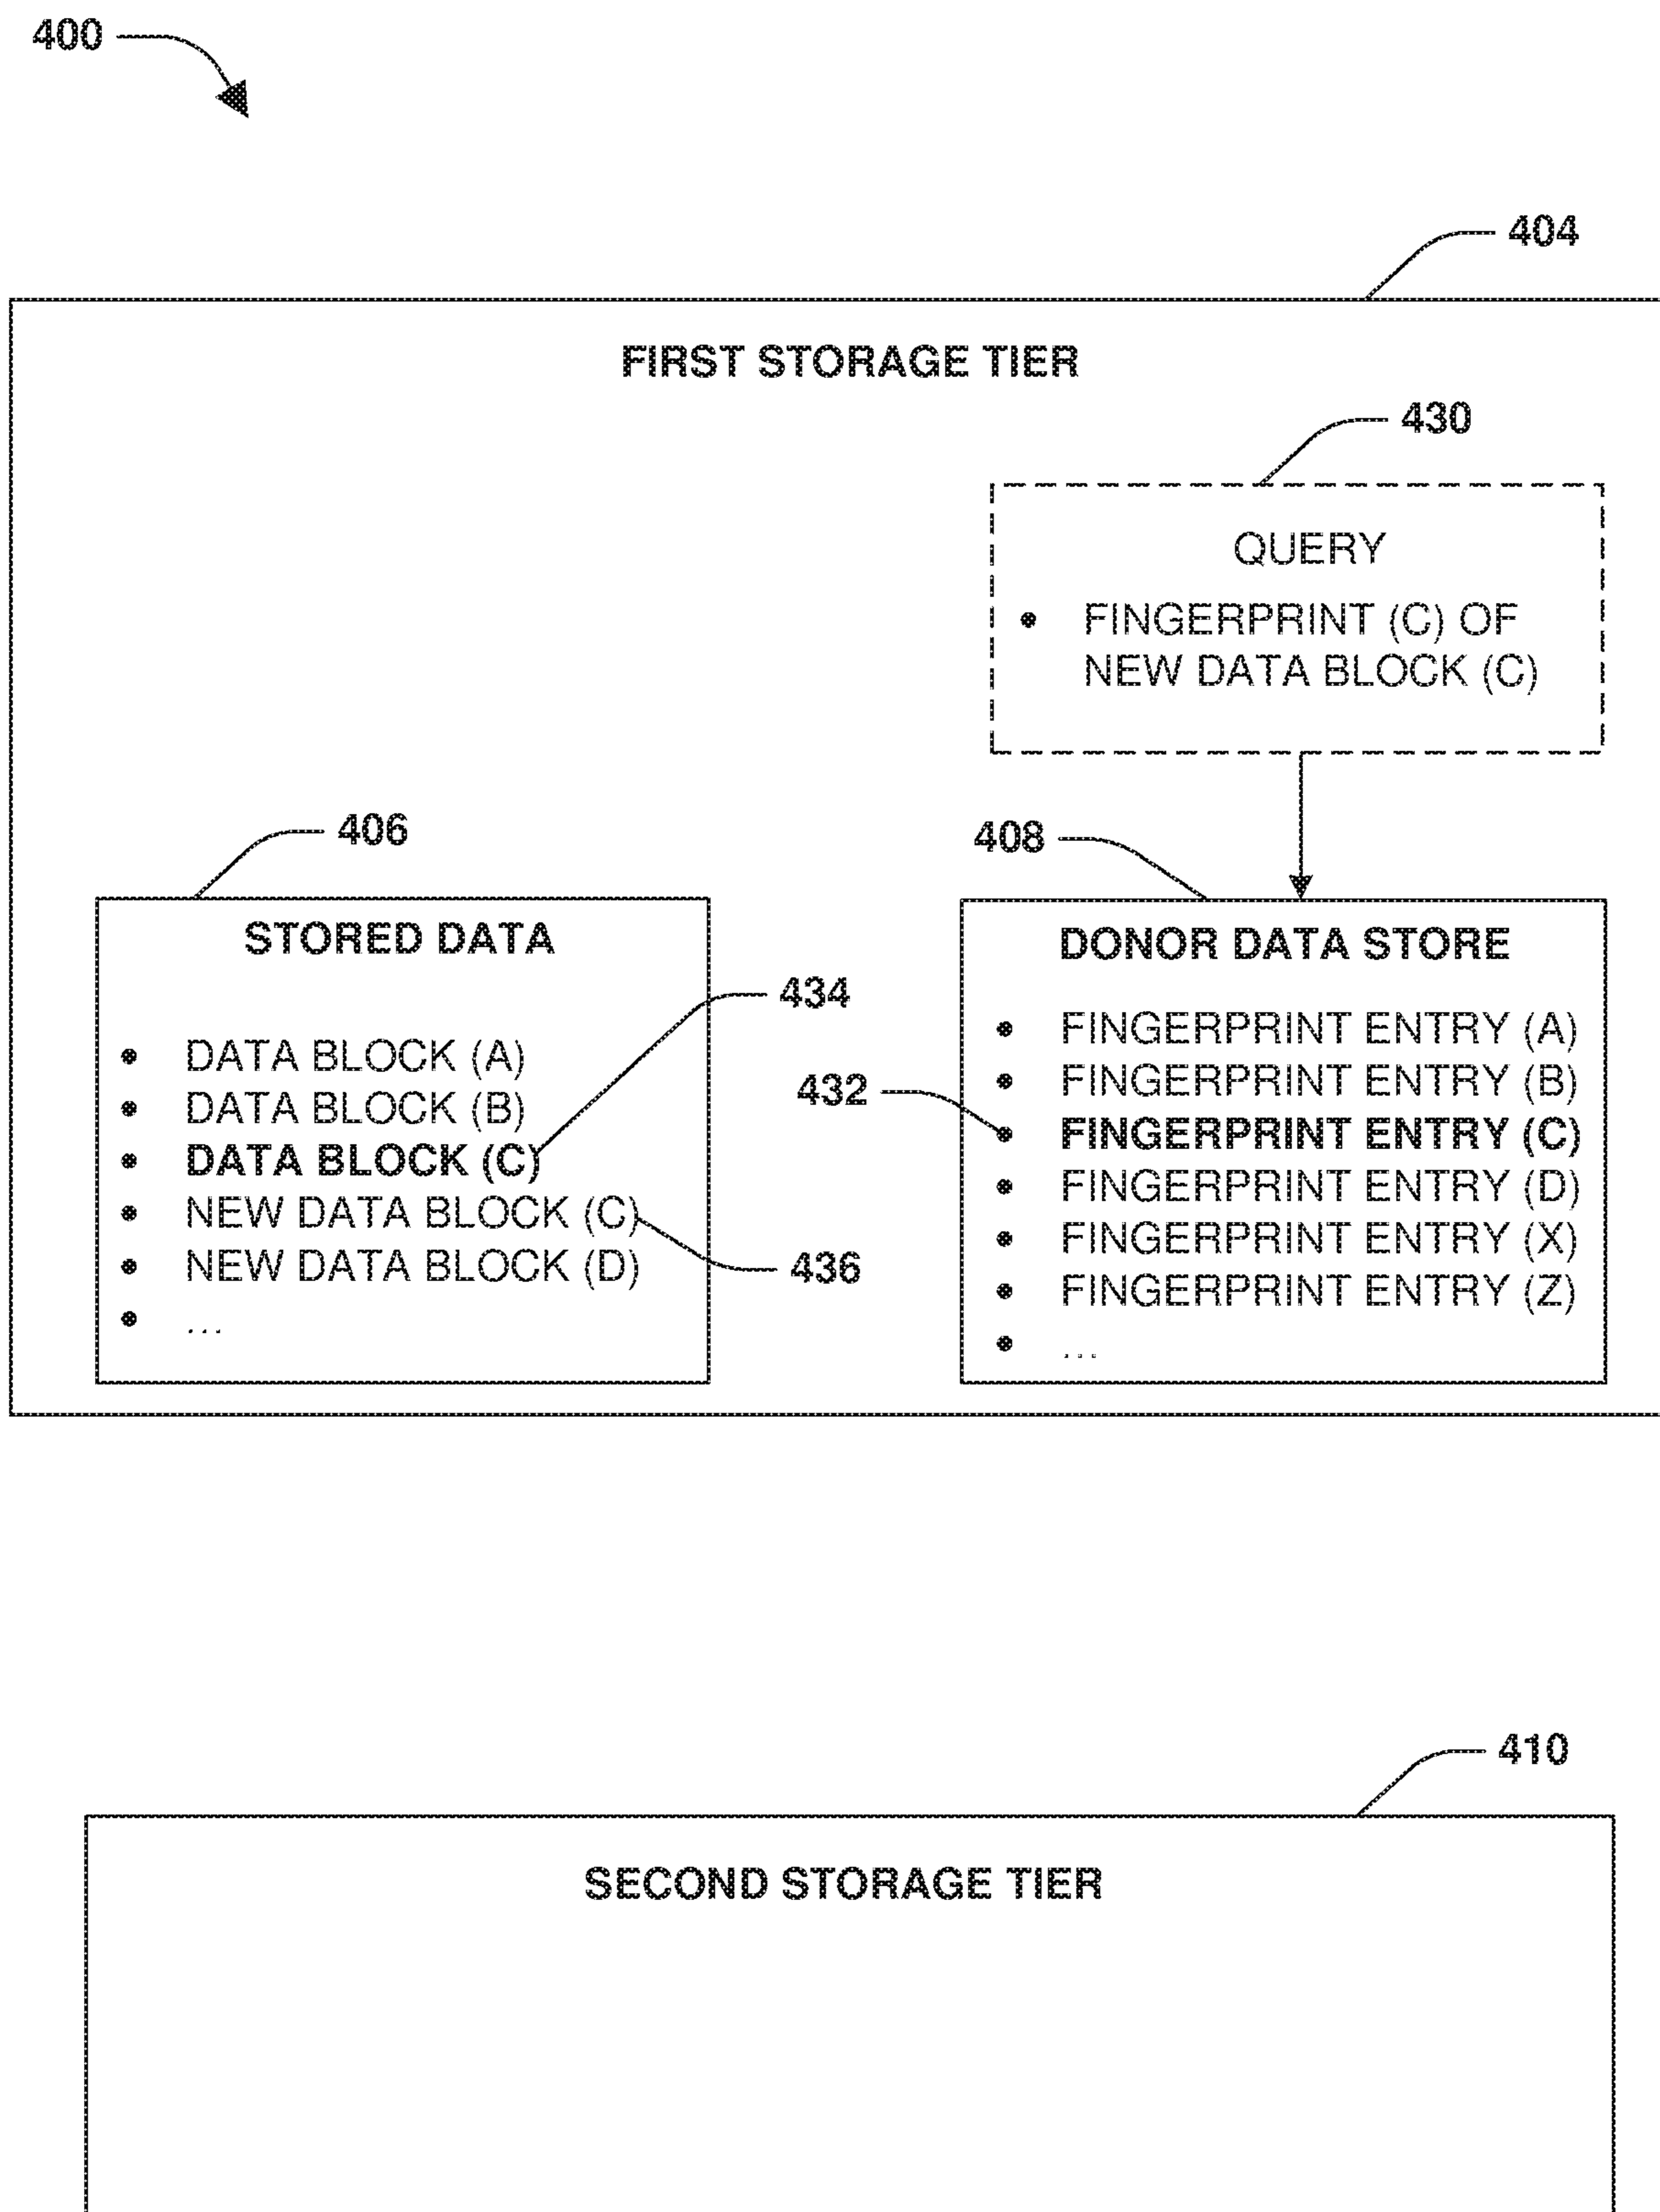 400
404
FIRST STORAGE TIER
430
QUERY
• FINGERPRINT (C) OF
NEW DATA BLOCK (C)
406
408
STORED DATA
• DATA BLOCK (A)
• DATA BLOCK (B)
• DATA BLOCK (C)
• NEW DATA BLOCK (C)
• NEW DATA BLOCK (D)
• ...
434
436
DONOR DATA STORE
• FINGERPRINT ENTRY (A)
• FINGERPRINT ENTRY (B)
432
• FINGERPRINT ENTRY (C)
• FINGERPRINT ENTRY (D)
• FINGERPRINT ENTRY (X)
• FINGERPRINT ENTRY (Z)
• ...
410
SECOND STORAGE TIER